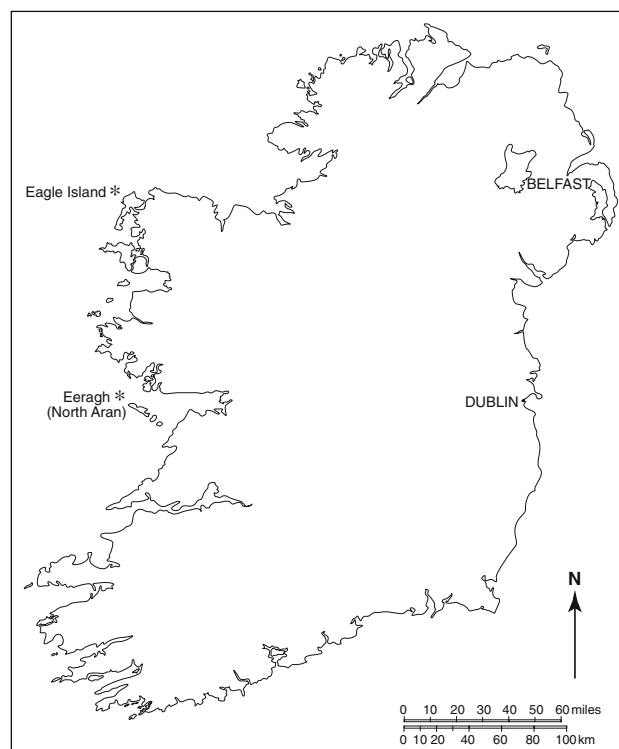 BELFAST
Eagle Island *
Eeragh *
(North Aran)
DUBLIN
N
0 10 20 30 40 50 60 miles
0 10 20 40 60 80 100 km